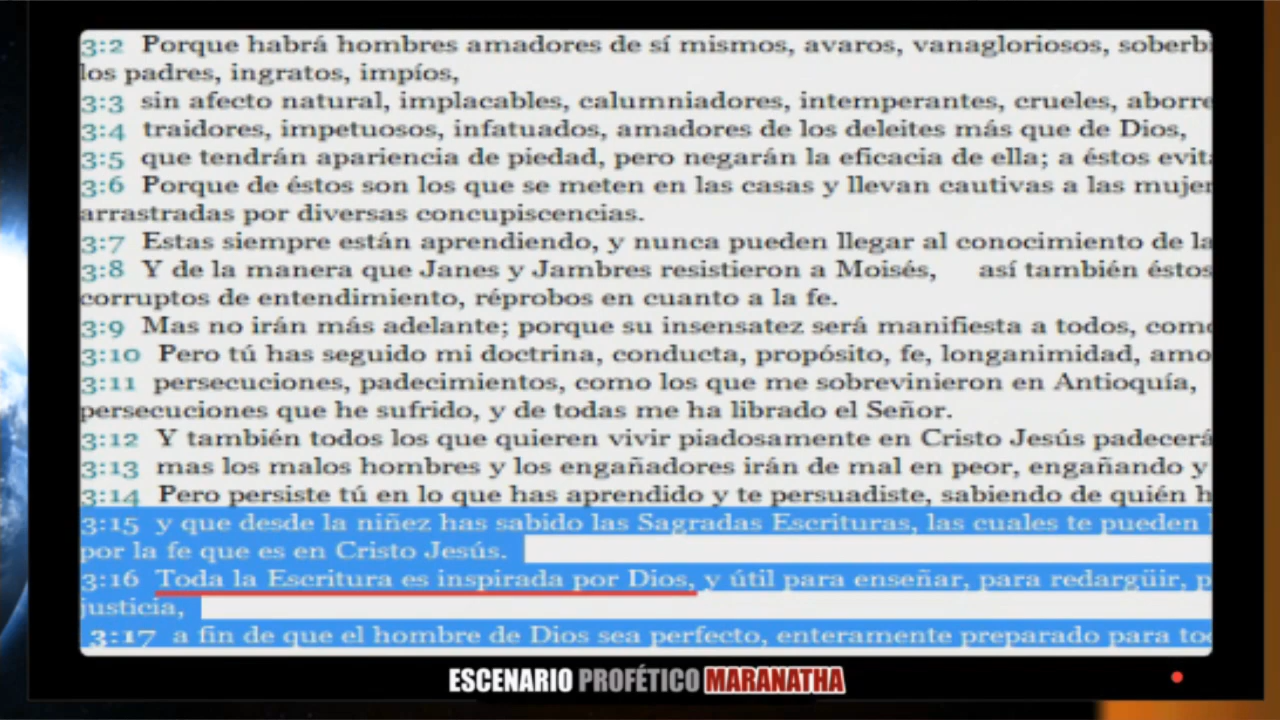 3:2 Porque habrá hombres amadores de sí mismos, avaros, vanagloriosos, soberbi
los padres, ingratos, impíos,
3:3 sin afecto natural, implacables, calumniadores, intemperantes, crueles, aborre
3:4 traidores, impetuosos, infatuados, amadores de los deleites más que de Dios,
3:5 que tendrán apariencia de piedad, pero negarán la eficacia de ella; a éstos evita
3:6 Porque de éstos son los que se meten en las casas y llevan cautivas a las mujer
arrastradas por diversas concupiscencias.
3:7 Estas siempre están aprendiendo, y nunca pueden llegar al conocimiento de la
3:8 Y de la manera que Janes y Jambres resistieron a Moisés, así también éstos
corruptos de entendimiento, réprobos en cuanto a la fe.
3:9 Mas no irán más adelante; porque su insensatez será manifiesta a todos, como
3:10 Pero tú has seguido mi doctrina, conducta, propósito, fe, longanimidad, amo
3:11 persecuciones, padecimientos, como los que me sobrevinieron en Antioquía,
persecuciones que he sufrido, y de todas me ha librado el Señor.
3:12 Y también todos los que quieren vivir piadosamente en Cristo Jesús padecerá
3:13 mas los malos hombres y los engañadores irán de mal en peor, engañando y
3:14 Pero persiste tú en lo que has aprendido y te persuadiste, sabiendo de quién h
3:15 y que desde la niñez has sabido las Sagradas Escrituras, las cuales te pueden
por la fe que es en Cristo Jesús.
3:16 Toda la Escritura es inspirada por Dios, y útil para enseñar, para redargüir, p
justicia,
3:17 a fin de que el hombre de Dios sea perfecto, enteramente preparado para to
ESCENARIO PROFÉTICO MARANATHA